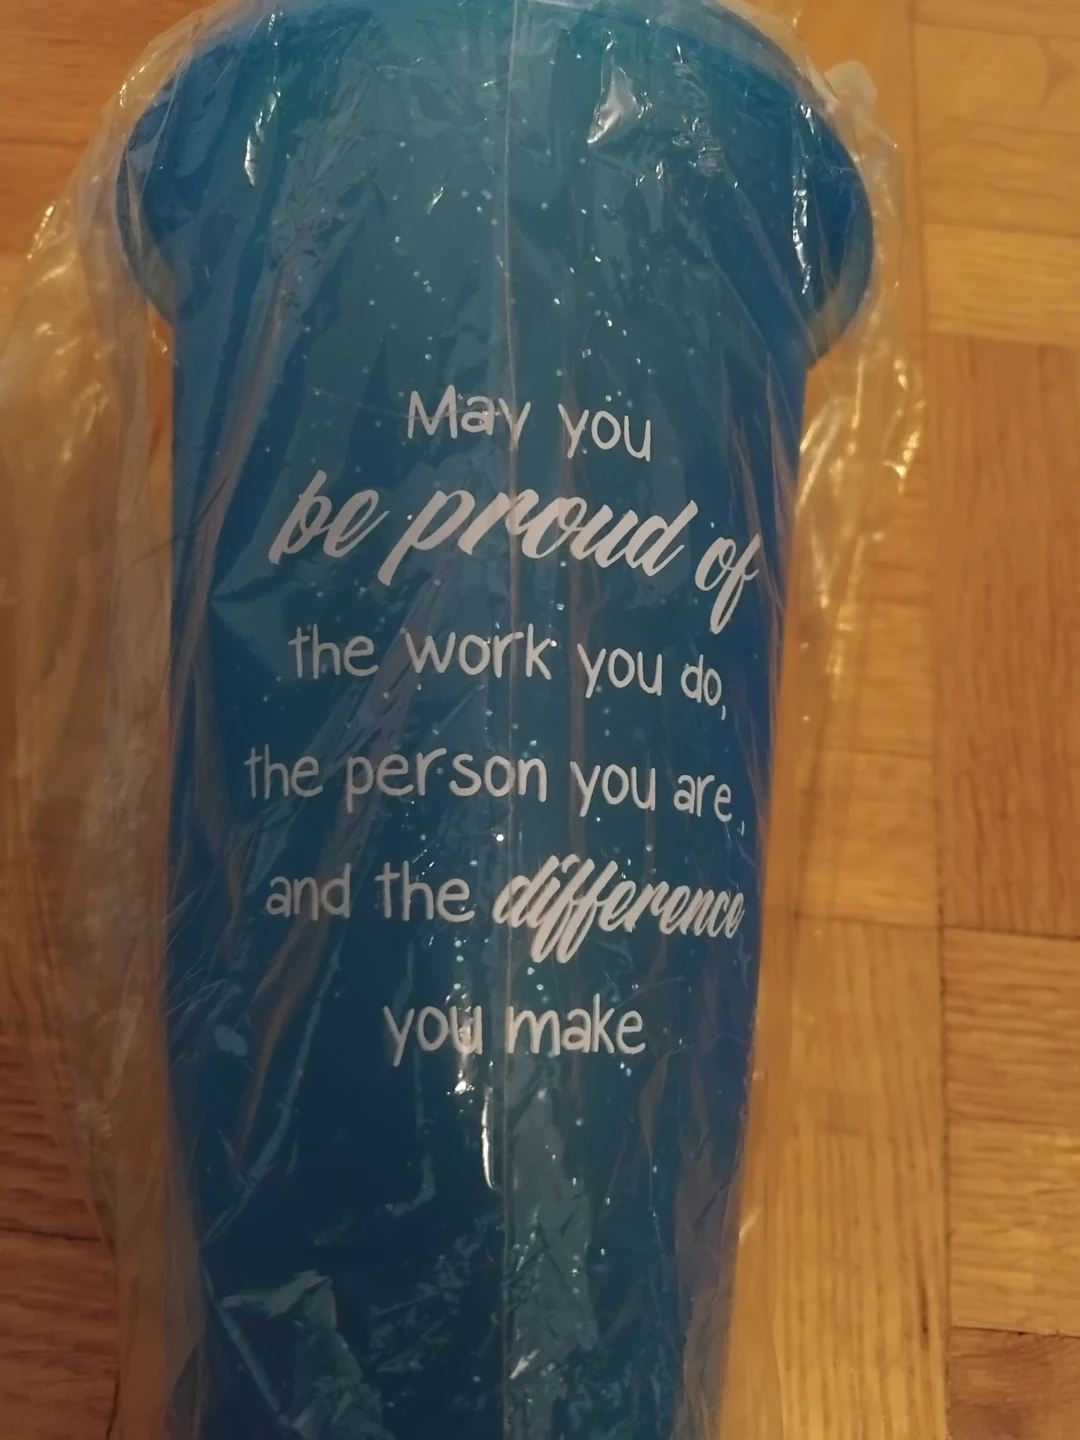 May you
be proud of
the work you do,
the person you are,
and the difference
you make